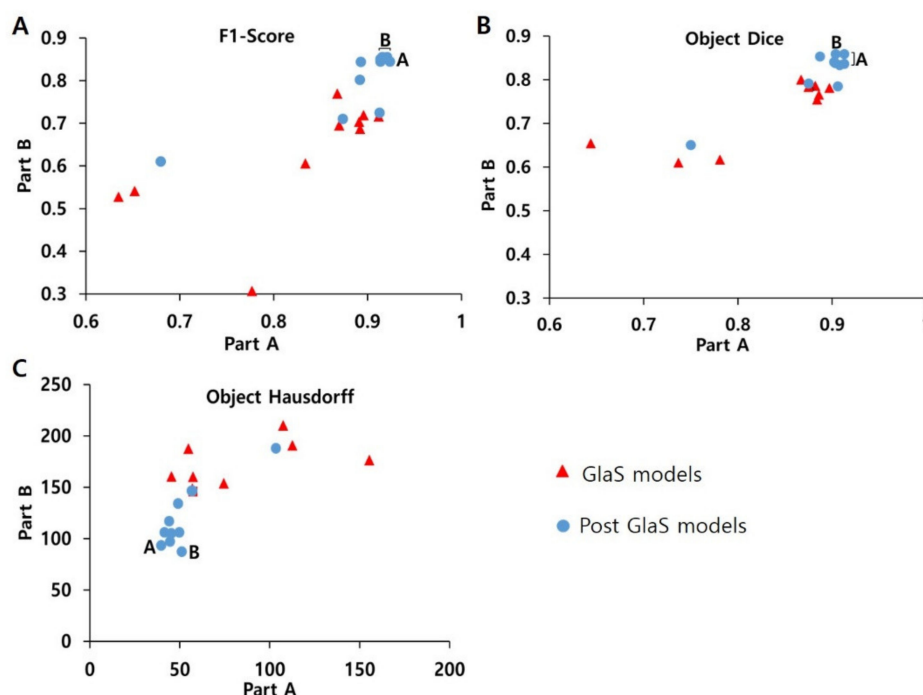 A
F1-Score
0.9
0.8
0.7
0.6
0.5
0.4
0.3
Part B
B
A
0.6 0.7 0.8 0.9 1
Part A
B
Object Dice
0.9
0.8
0.7
0.6
0.5
0.4
0.3
Part B
B
A
0.6 0.7 0.8 0.9
Part A
C
Object Hausdorff
250
200
150
100
50
0
Part B
A B
0 50 100 150 200
Part A
GlaS models
Post GlaS models